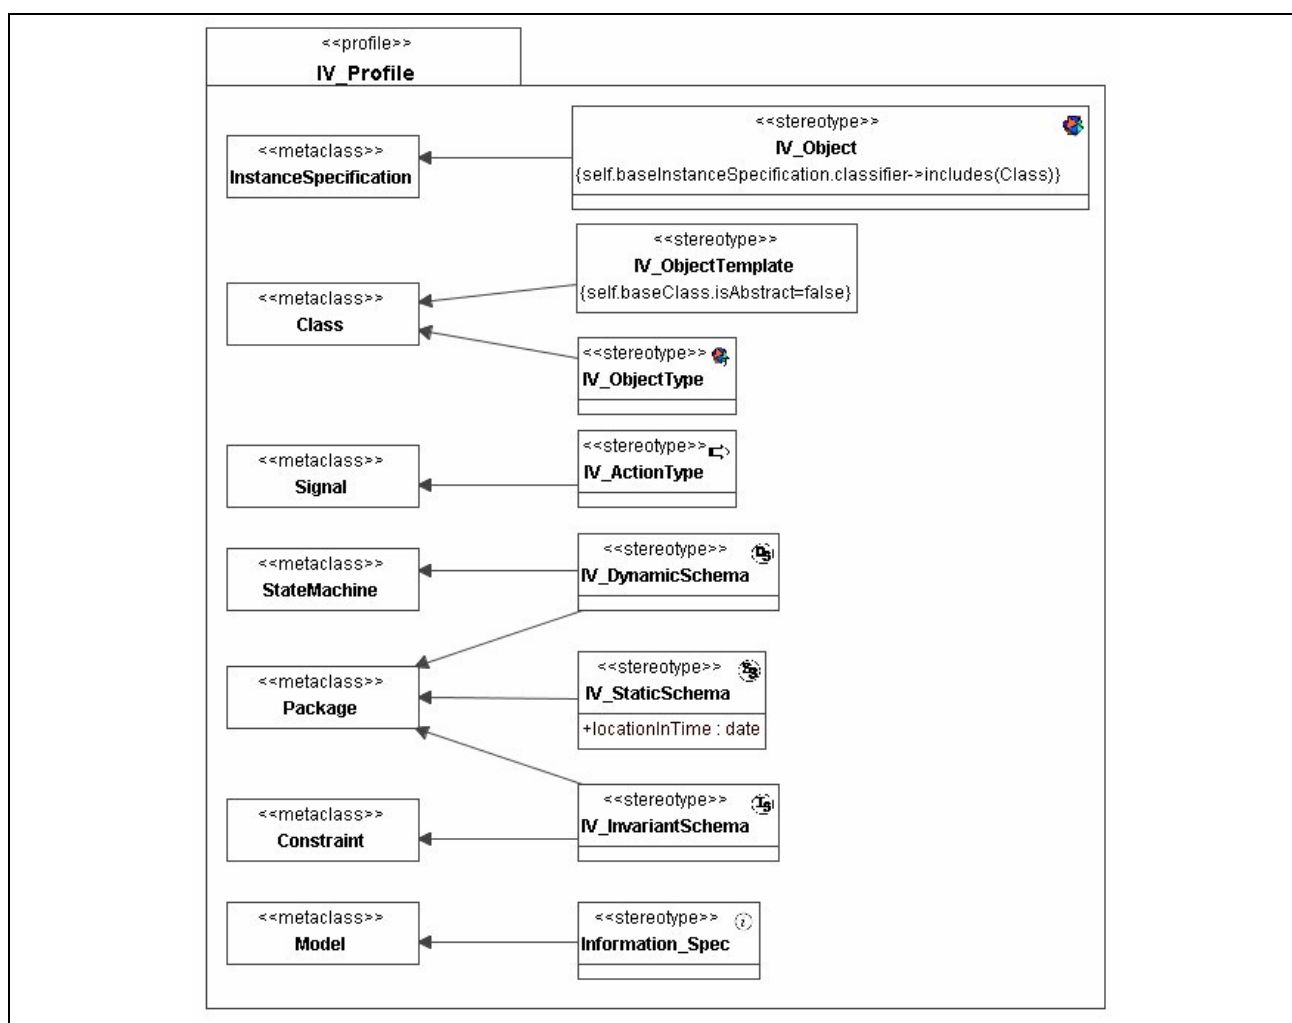 <<profile>>
IV_Profile
<<metaclass>>
InstanceSpecification
<<stereotype>>
IV_Object
{self.baseInstanceSpecification.classifier->includes(Class)}
<<metaclass>>
Class
<<stereotype>>
IV_ObjectTemplate
{self.baseClass.isAbstract=false}
<<stereotype>>
IV_ObjectType
<<metaclass>>
Signal
<<stereotype>>
IV_ActionType
<<metaclass>>
StateMachine
<<stereotype>>
DS
IV_DynamicSchema
<<metaclass>>
Package
<<stereotype>>
IV_StaticSchema
+locationInTime : date
<<metaclass>>
Constraint
<<stereotype>>
IS
IV_InvariantSchema
<<metaclass>>
Model
<<stereotype>>
i
Information_Spec